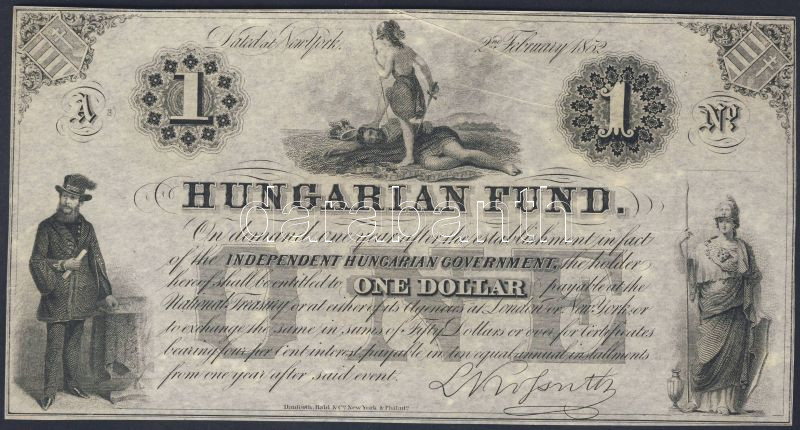 Dated at New York. 2nd February 1852
1 1
A No
HUNGARIAN FUND.
darabanth
On demand, one year after the establishment, in fact
of the INDEPENDENT HUNGARIAN GOVERNMENT, the holder
hereof shall be entitled to ONE DOLLAR payable at the
National Treasury or at either of its Agencies at London or New York or
to exchange the same in sums of Fifty Dollars or over for Certificates
bearing four per Cent interest, payable in ten equal annual installments
from one year after said event. L Kossuth
Danforth, Bald & Co. New York & Philada.